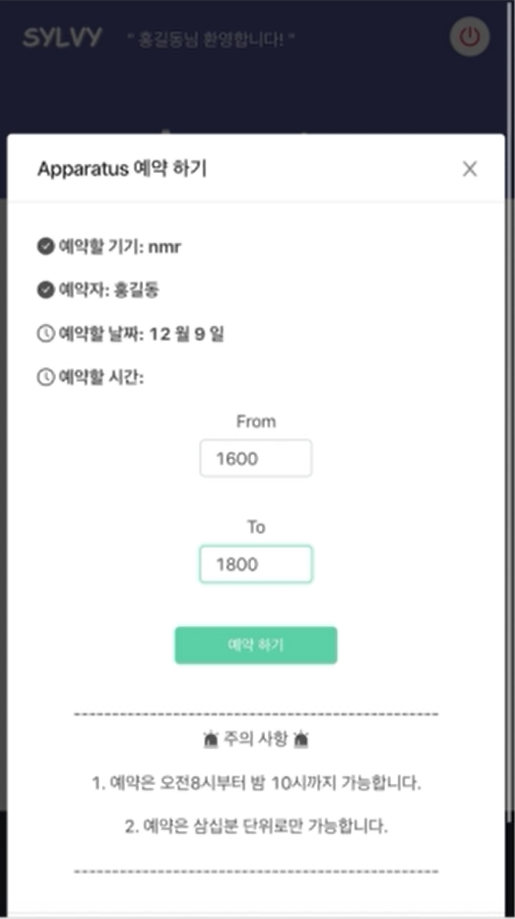 SYLVY " 홍길동님 환영합니다! "
Apparatus 예약 하기
예약할 기기: nmr
예약자: 홍길동
예약할 날짜: 12 월 9 일
예약할 시간:
From
1600
To
1800
예약 하기
주의 사항
1. 예약은 오전8시부터 밤 10시까지 가능합니다.
2. 예약은 삼십분 단위로만 가능합니다.